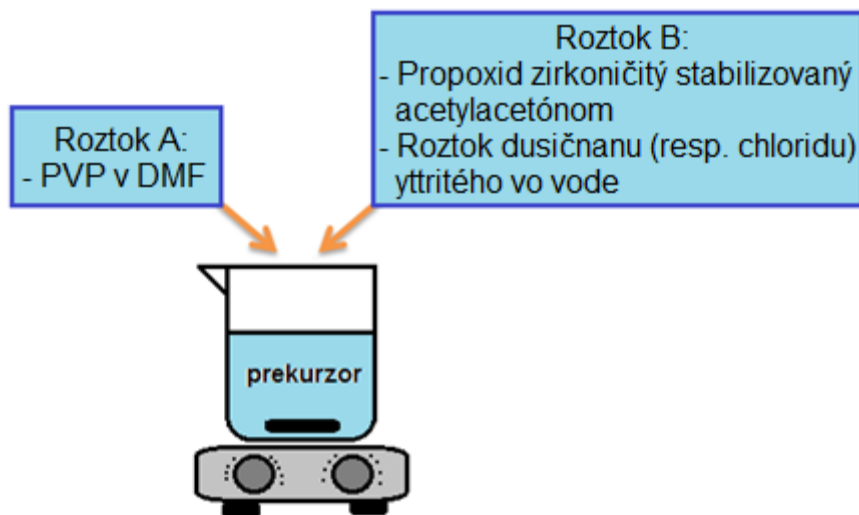 Roztok A:
- PVP v DMF
Roztok B:
- Propoxid zirkoničitý stabilizovaný
acetylacetónom
- Roztok dusičnanu (resp. chloridu)
yttritého vo vode
prekurzor